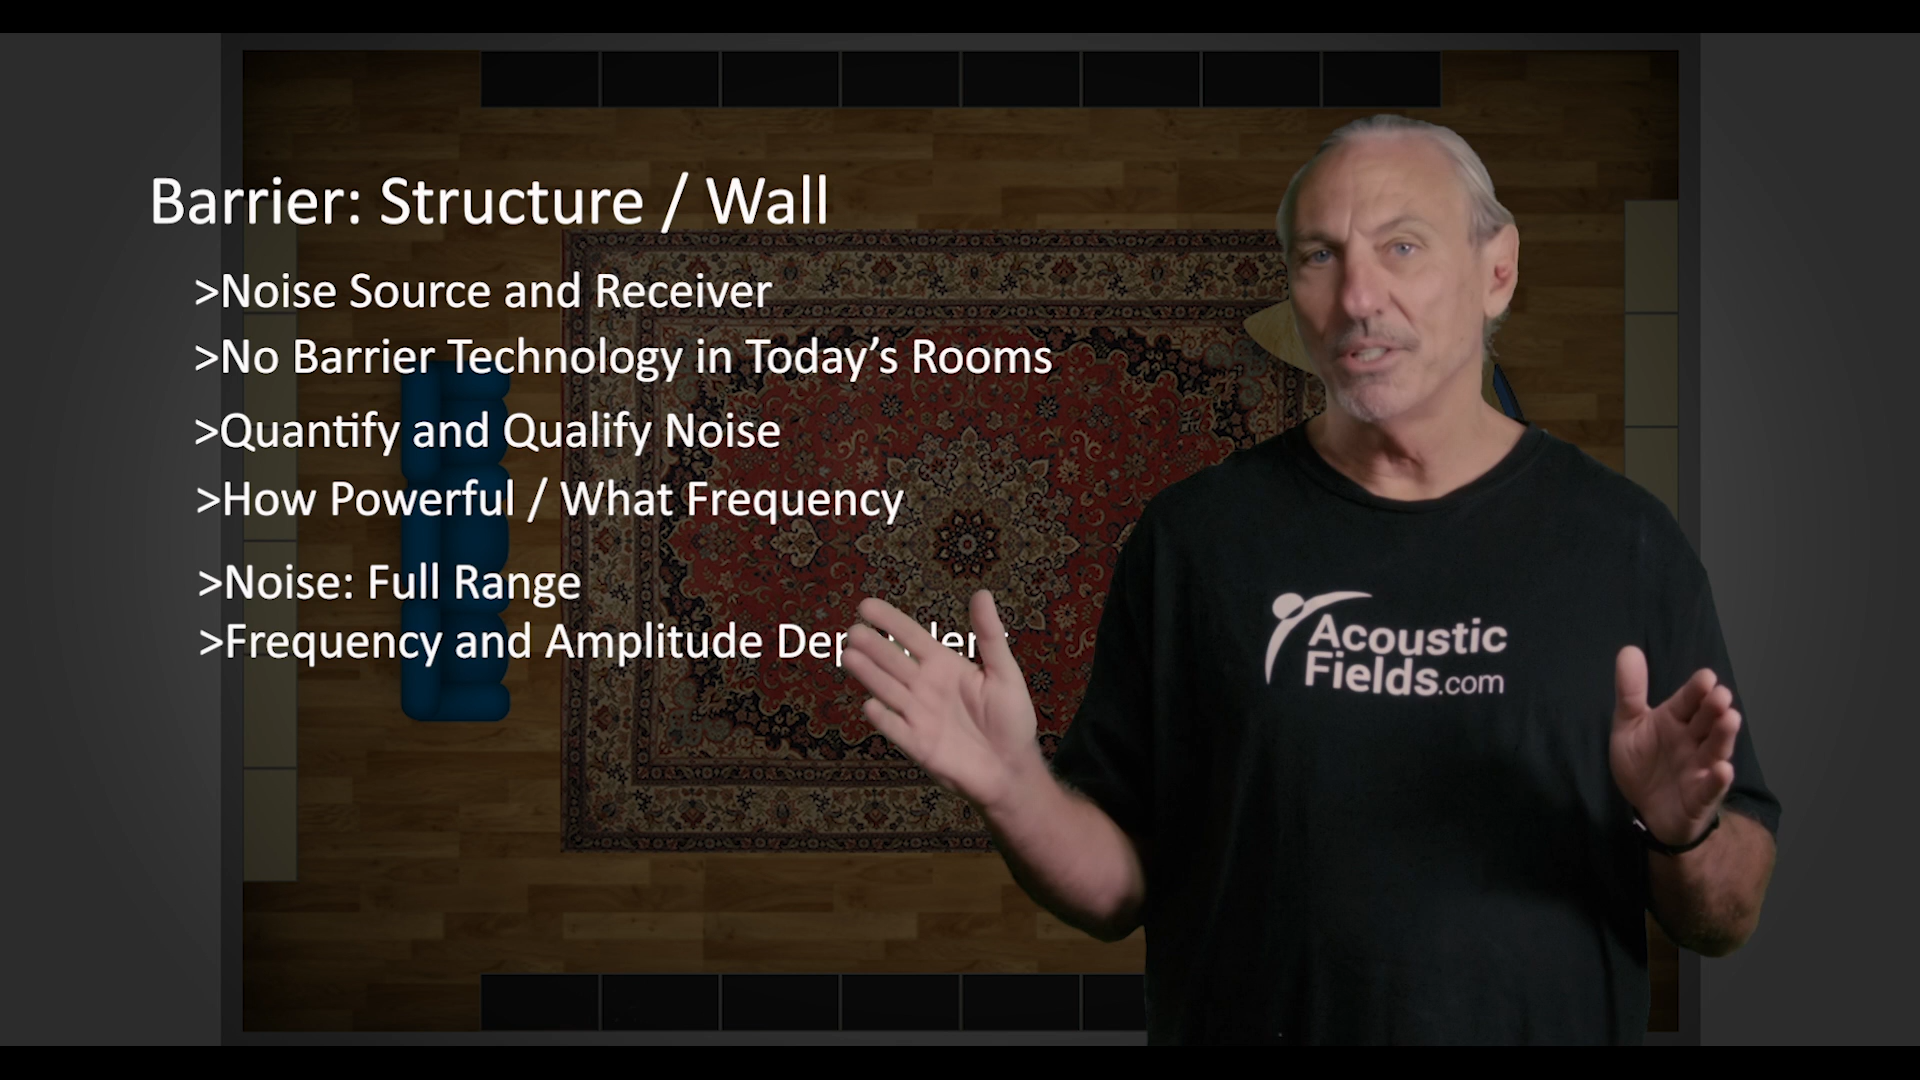 Barrier: Structure / Wall
>Noise Source and Receiver
>No Barrier Technology in Today’s Rooms
>Quantify and Qualify Noise
>How Powerful / What Frequency
>Noise: Full Range
>Frequency and Amplitude
Acoustic
Fields.com